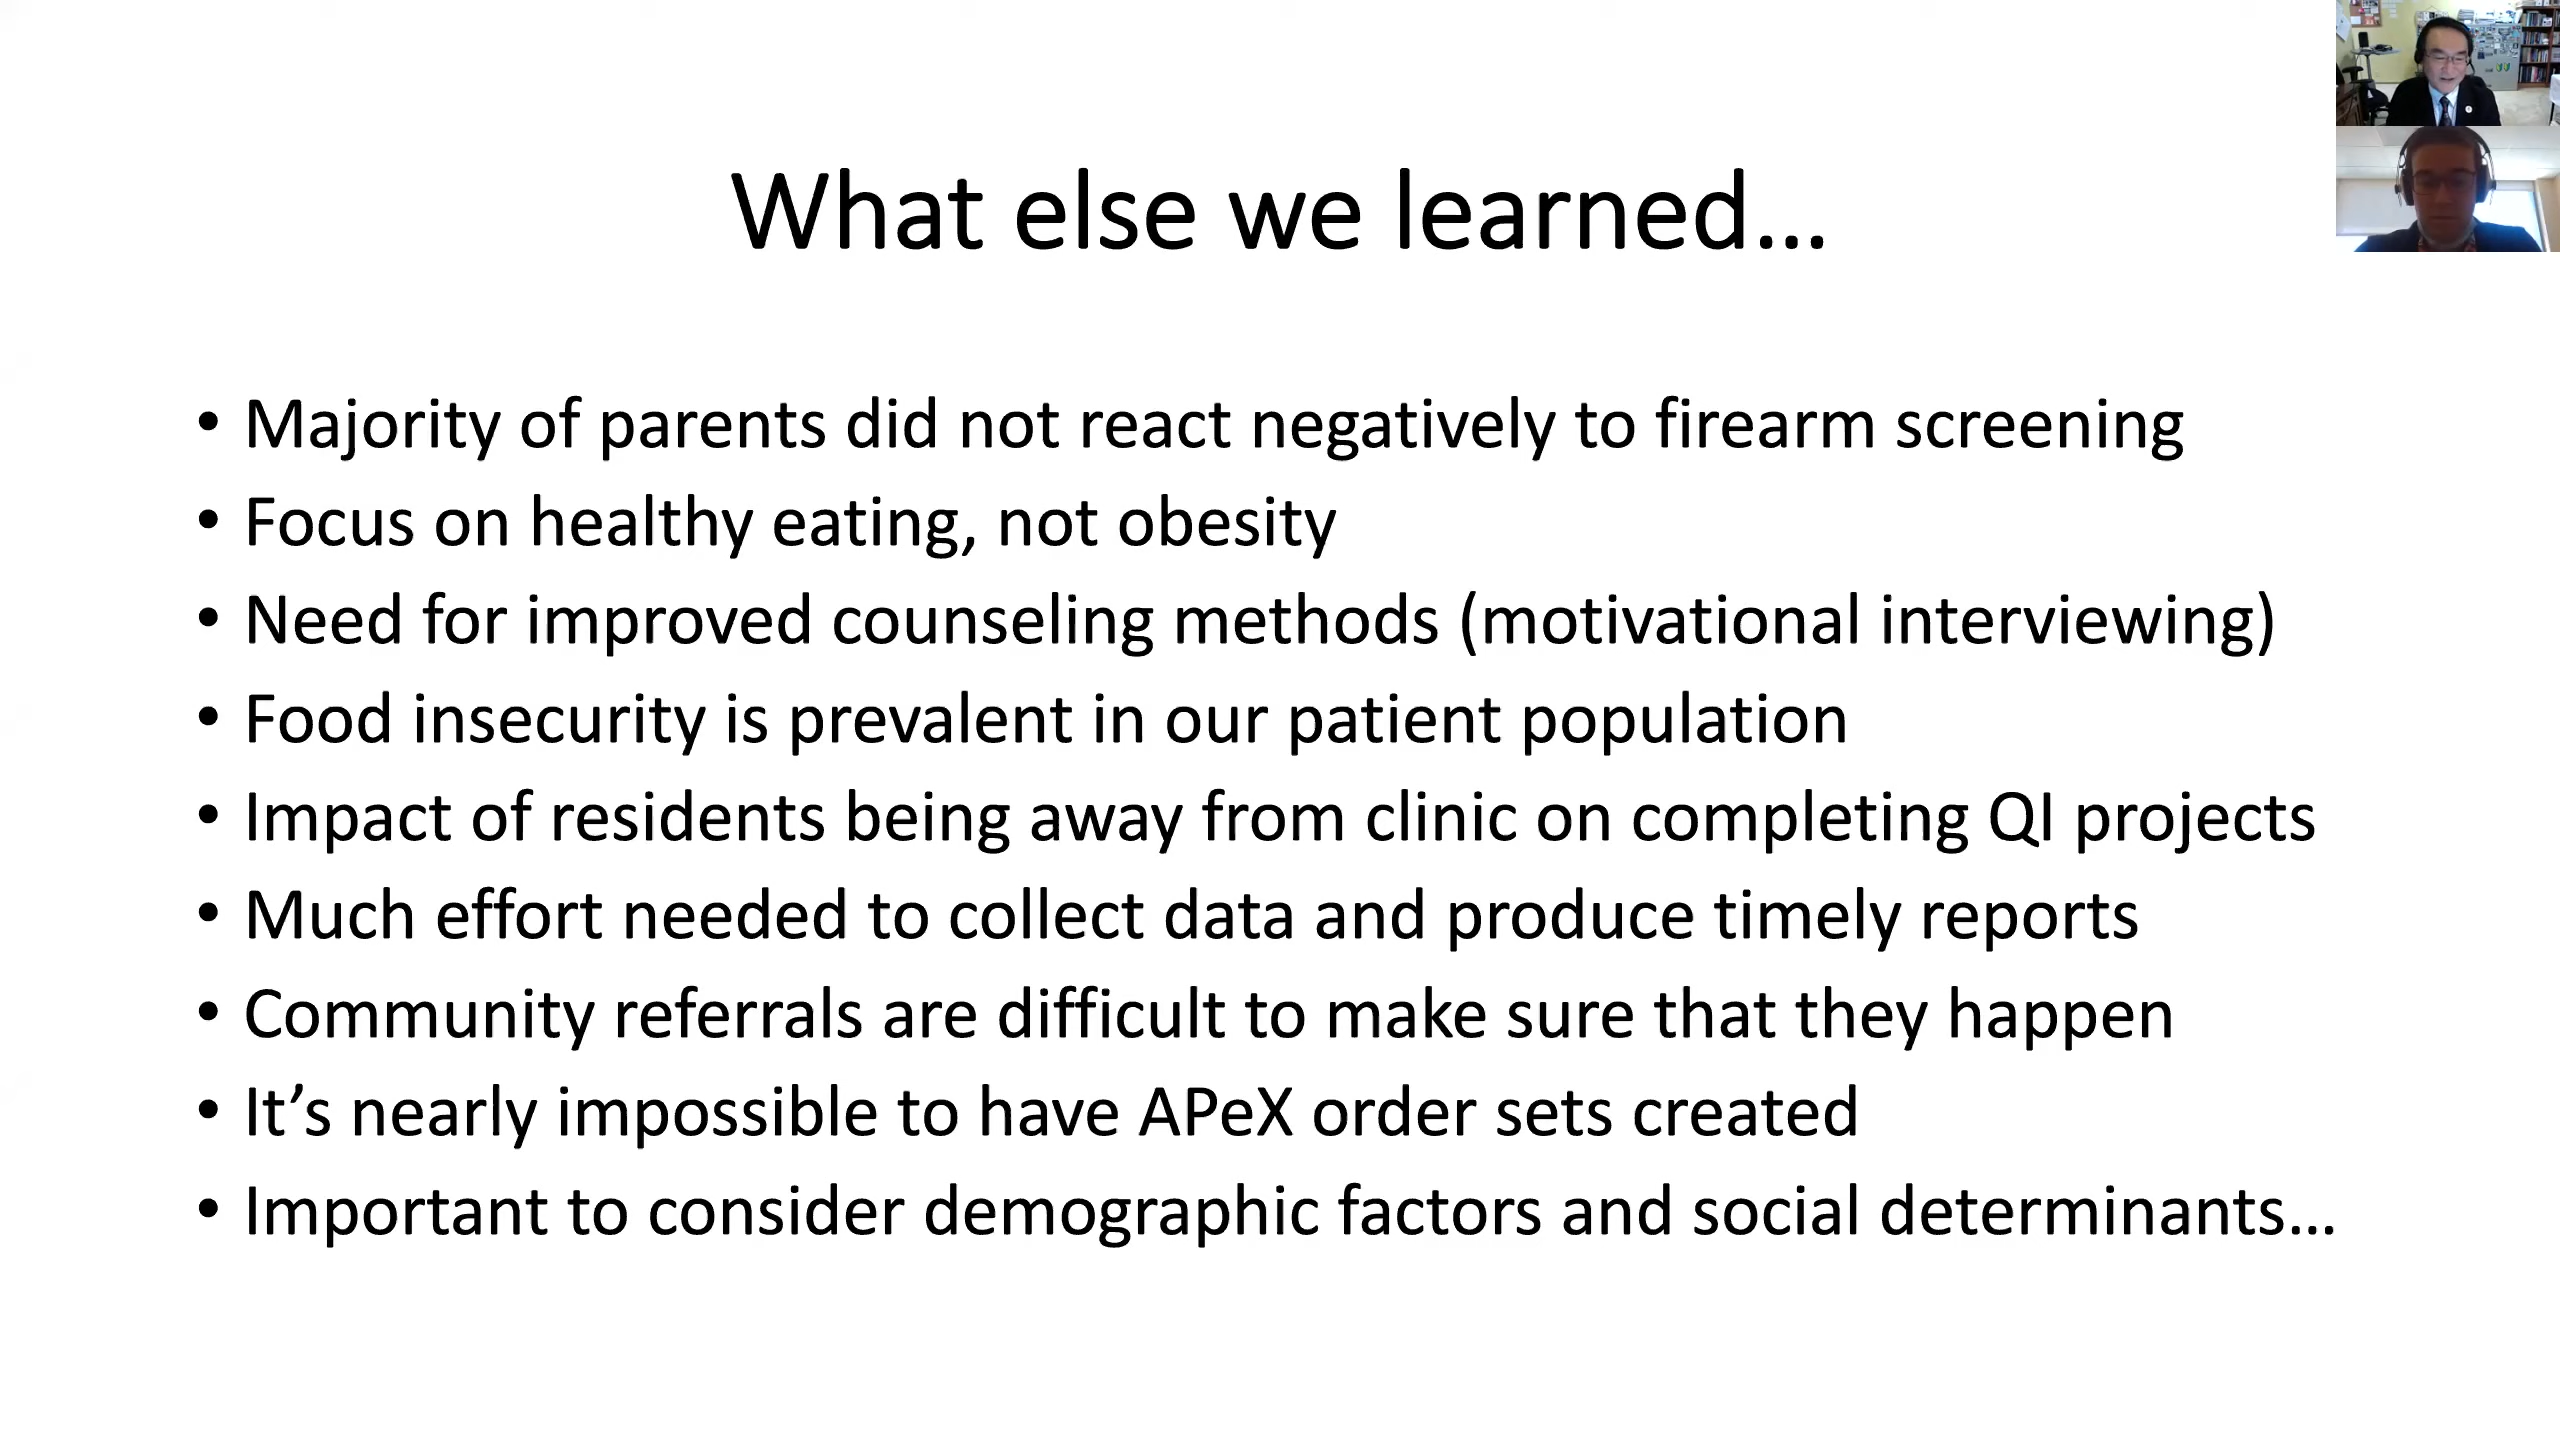 What else we learned...
• Majority of parents did not react negatively to firearm screening
• Focus on healthy eating, not obesity
• Need for improved counseling methods (motivational interviewing)
• Food insecurity is prevalent in our patient population
• Impact of residents being away from clinic on completing QI projects
• Much effort needed to collect data and produce timely reports
• Community referrals are difficult to make sure that they happen
• It’s nearly impossible to have APeX order sets created
• Important to consider demographic factors and social determinants...